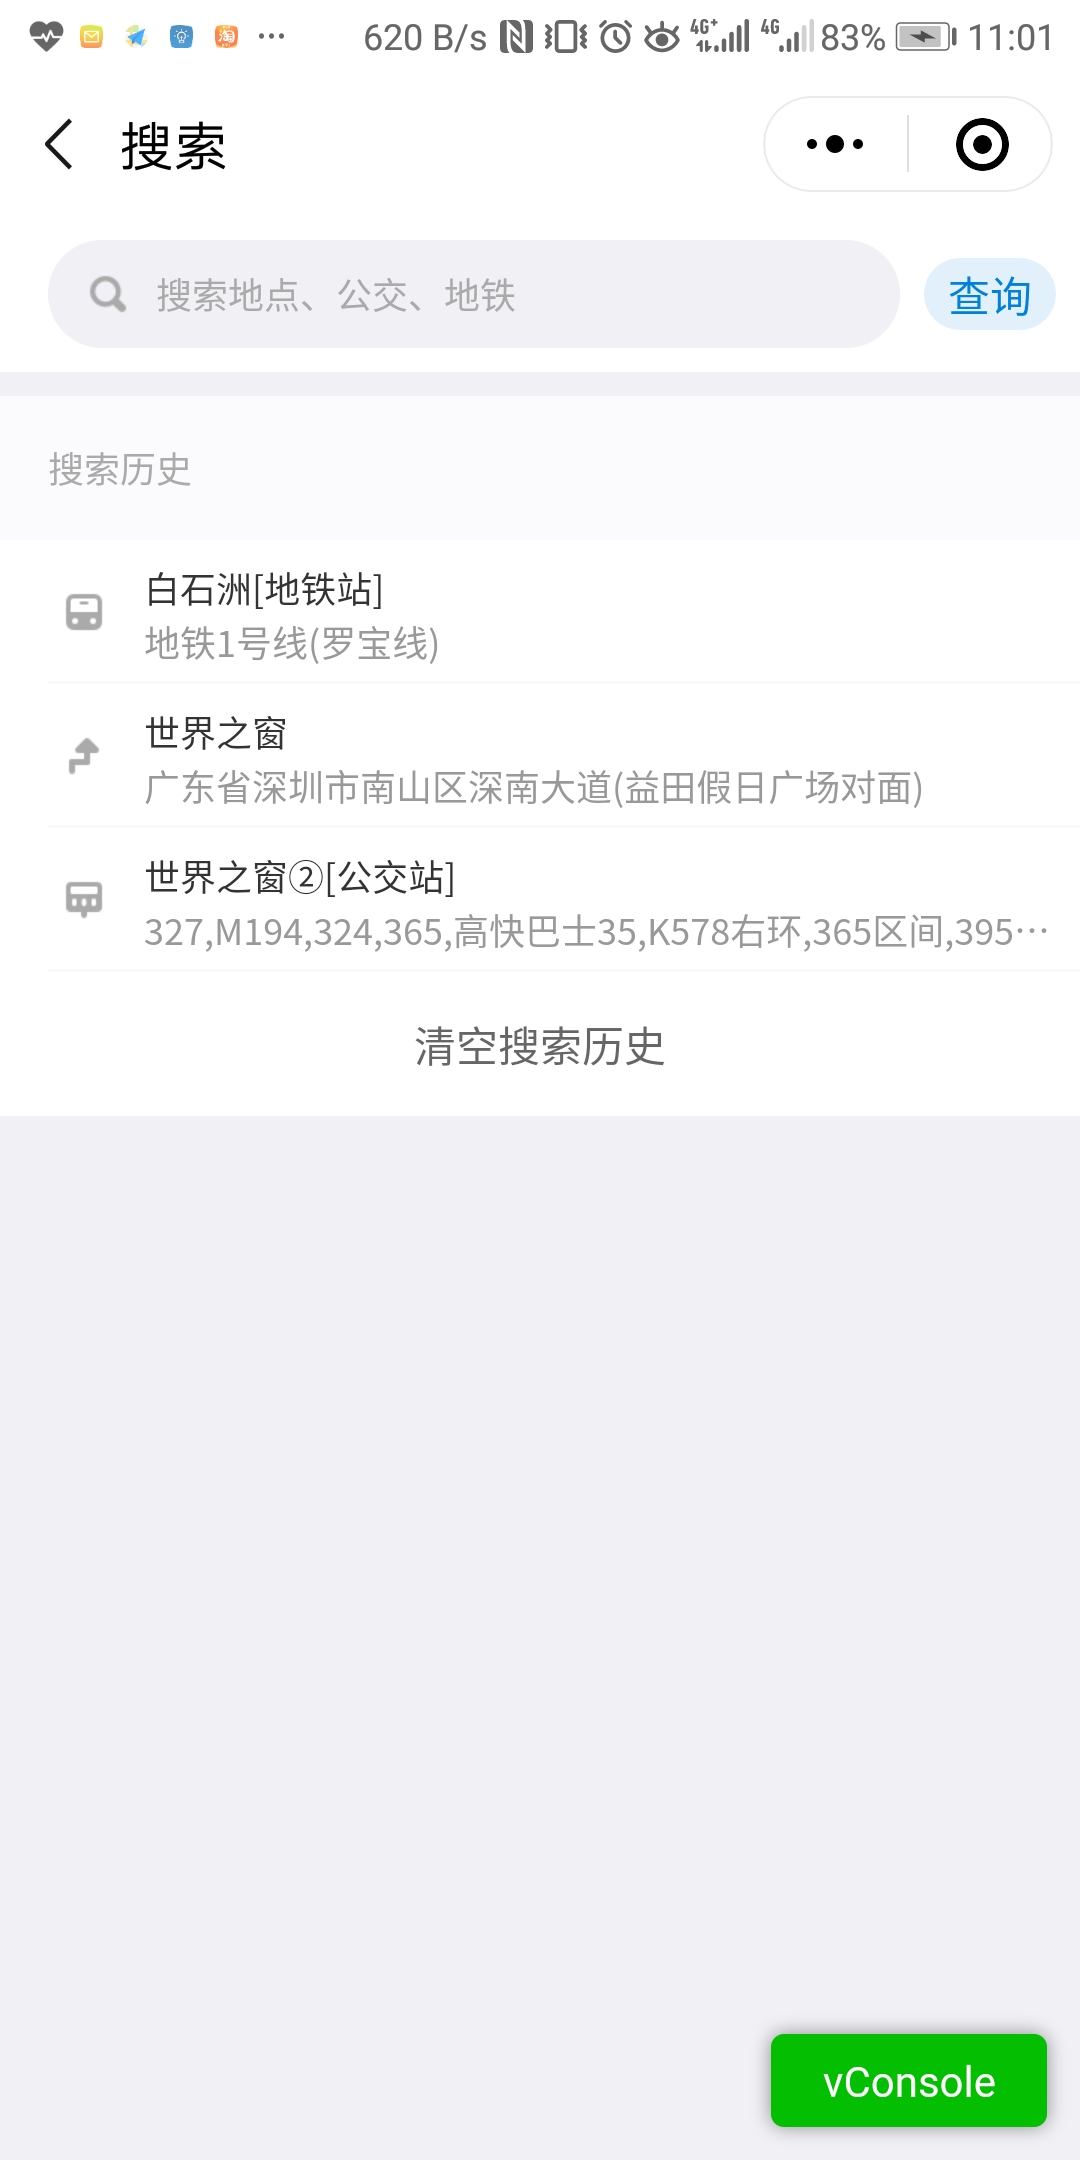 620 B/s 4G+ 4G 83% 11:01
搜索
搜索地点、公交、地铁
查询
搜索历史
白石洲[地铁站]
地铁1号线(罗宝线)
世界之窗
广东省深圳市南山区深南大道(益田假日广场对面)
世界之窗②[公交站]
327,M194,324,365,高快巴士35,K578右环,365区间,395…
清空搜索历史
vConsole